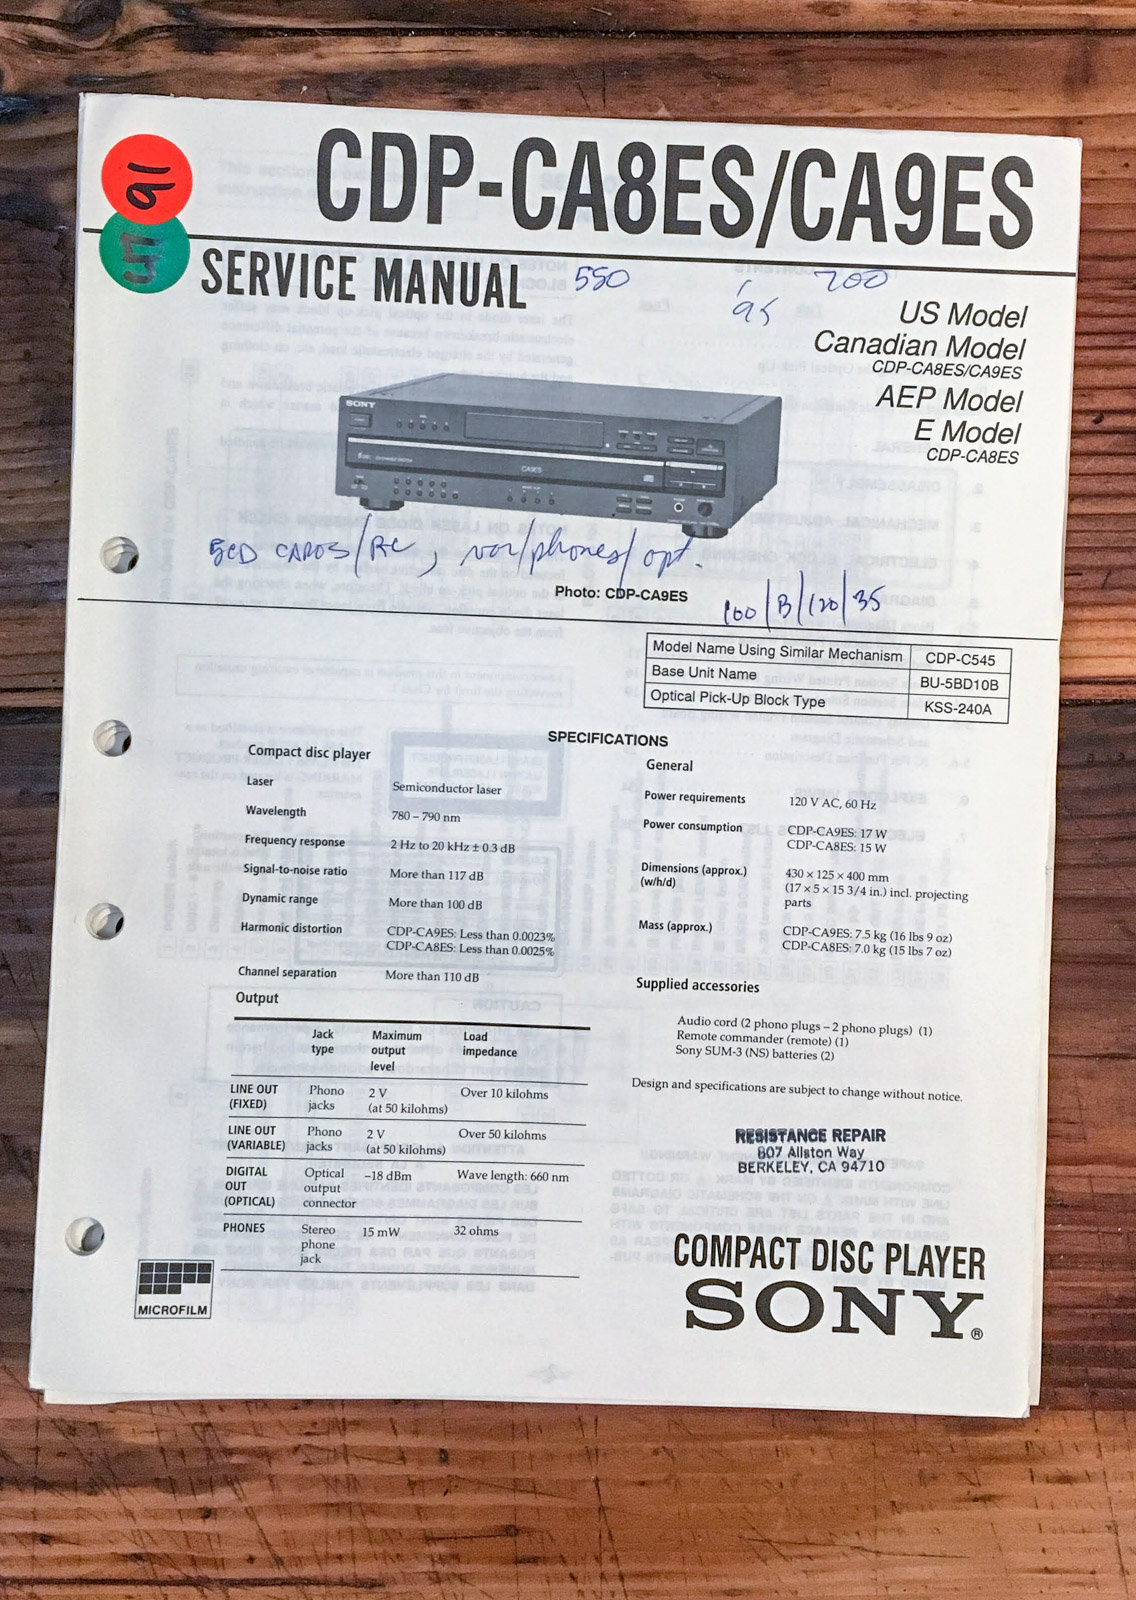 CDP-CA8ES/CA9ES
91
SERVICE MANUAL
550
'95
700
US Model
Canadian Model
CDP-CA8ES/CA9ES
AEP Model
E Model
CDP-CA8ES
SONY
CA9ES
5CD CAROS/RC, var/phones/opt.
Photo: CDP-CA9ES
100/B/120/35
Model Name Using Similar Mechanism CDP-C545
Base Unit Name BU-5BD10B
Optical Pick-Up Block Type KSS-240A
SPECIFICATIONS
Compact disc player
Laser Semiconductor laser
Wavelength 780 – 790 nm
Frequency response 2 Hz to 20 kHz ± 0.3 dB
Signal-to-noise ratio More than 117 dB
Dynamic range More than 100 dB
Harmonic distortion CDP-CA9ES: Less than 0.0023%
CDP-CA8ES: Less than 0.0025%
Channel separation More than 110 dB
Output
Jack type Maximum output level Load impedance
LINE OUT (FIXED) Phono jacks 2 V (at 50 kilohms) Over 10 kilohms
LINE OUT (VARIABLE) Phono jacks 2 V (at 50 kilohms) Over 50 kilohms
DIGITAL OUT (OPTICAL) Optical output connector –18 dBm Wave length: 660 nm
PHONES Stereo phone jack 15 mW 32 ohms
General
Power requirements 120 V AC, 60 Hz
Power consumption CDP-CA9ES: 17 W
CDP-CA8ES: 15 W
Dimensions (approx.) 430 × 125 × 400 mm
(w/h/d) (17 × 5 × 15 3/4 in.) incl. projecting
parts
Mass (approx.) CDP-CA9ES: 7.5 kg (16 lbs 9 oz)
CDP-CA8ES: 7.0 kg (15 lbs 7 oz)
Supplied accessories
Audio cord (2 phono plugs – 2 phono plugs) (1)
Remote commander (remote) (1)
Sony SUM-3 (NS) batteries (2)
Design and specifications are subject to change without notice.
RESISTANCE REPAIR
807 Allston Way
BERKELEY, CA 94710
MICROFILM
COMPACT DISC PLAYER
SONY®